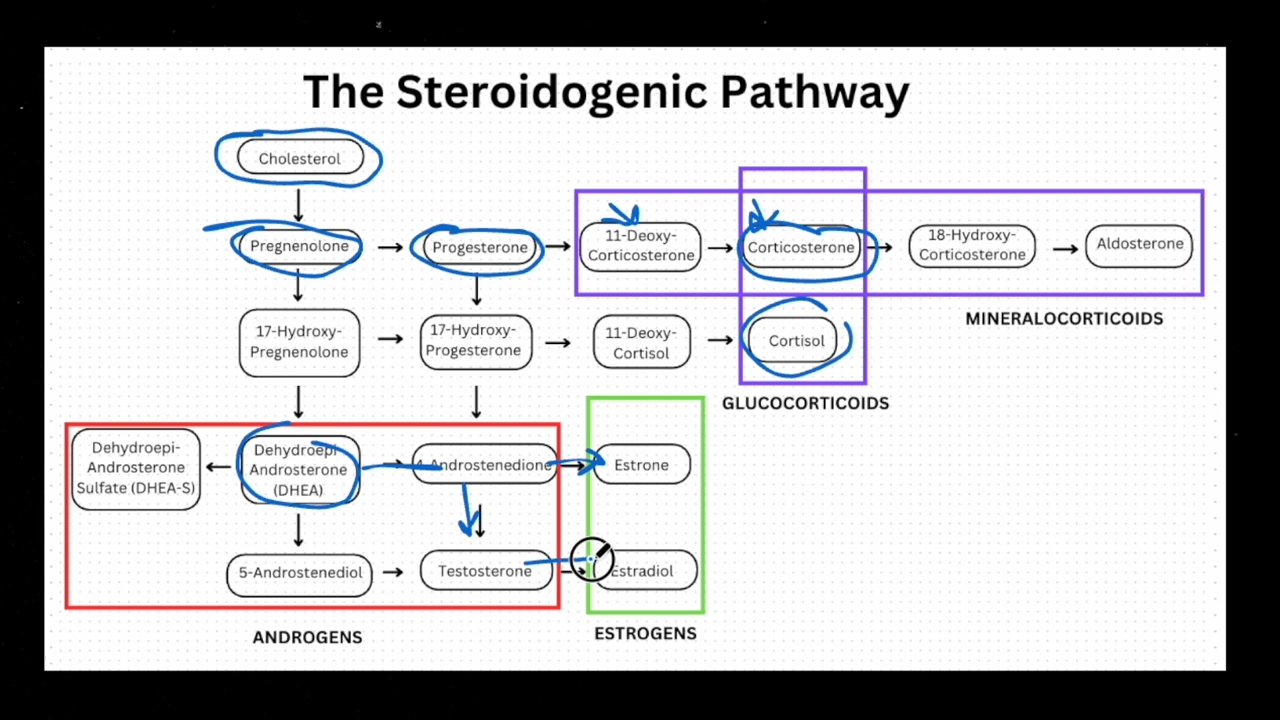 The Steroidogenic Pathway
Cholesterol
Pregnenolone
Progesterone
11-Deoxy-
Corticosterone
Corticosterone
18-Hydroxy-
Corticosterone
Aldosterone
MINERALOCORTICOIDS
17-Hydroxy-
Pregnenolone
17-Hydroxy-
Progesterone
11-Deoxy-
Cortisol
Cortisol
GLUCOCORTICOIDS
Dehydroepi-
Androsterone
Sulfate (DHEA-S)
Dehydroepi
Androsterone
(DHEA)
4-Androstenedione
Estrone
5-Androstenediol
Testosterone
Estradiol
ANDROGENS
ESTROGENS